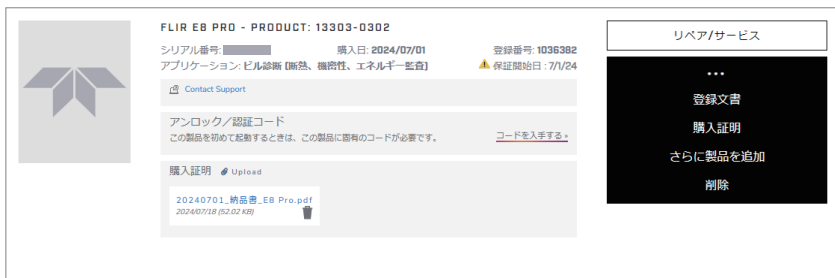 FLIR E8 PRO - PRODUCT: 13303-0302
シリアル番号:
購入日: 2024/07/01
登録番号: 1036382
アプリケーション: ビル診断 (断熱、機密性、エネルギー監査)
保証開始日 : 7/1/24
Contact Support
アンロック／認証コード
この製品を初めて起動するときは、この製品に固有のコードが必要です。
コードを入手する »
購入証明 Upload
20240701_納品書_E8 Pro.pdf
2024/07/18 (52.02 KB)
リペア/サービス
...
登録文書
購入証明
さらに製品を追加
削除